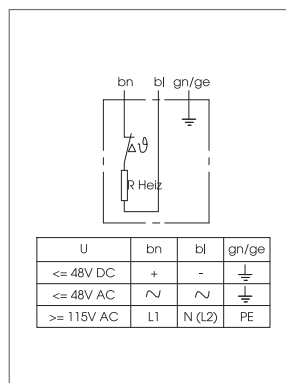 bn bl gn/ge
Δϑ
R Heiz
U bn bl gn/ge
<= 48V DC + - ⏚
<= 48V AC ~ ~ ⏚
>= 115V AC L1 N (L2) PE